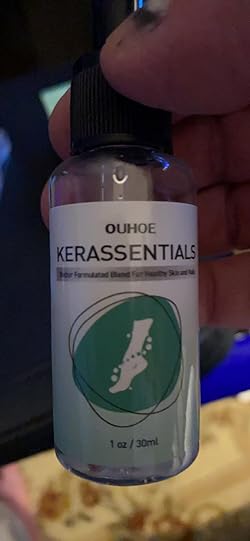 OUHOE
KERASSENTIALS
Doctor Formulated Blend For Healthy Skin and Nails
1 oz / 30ml